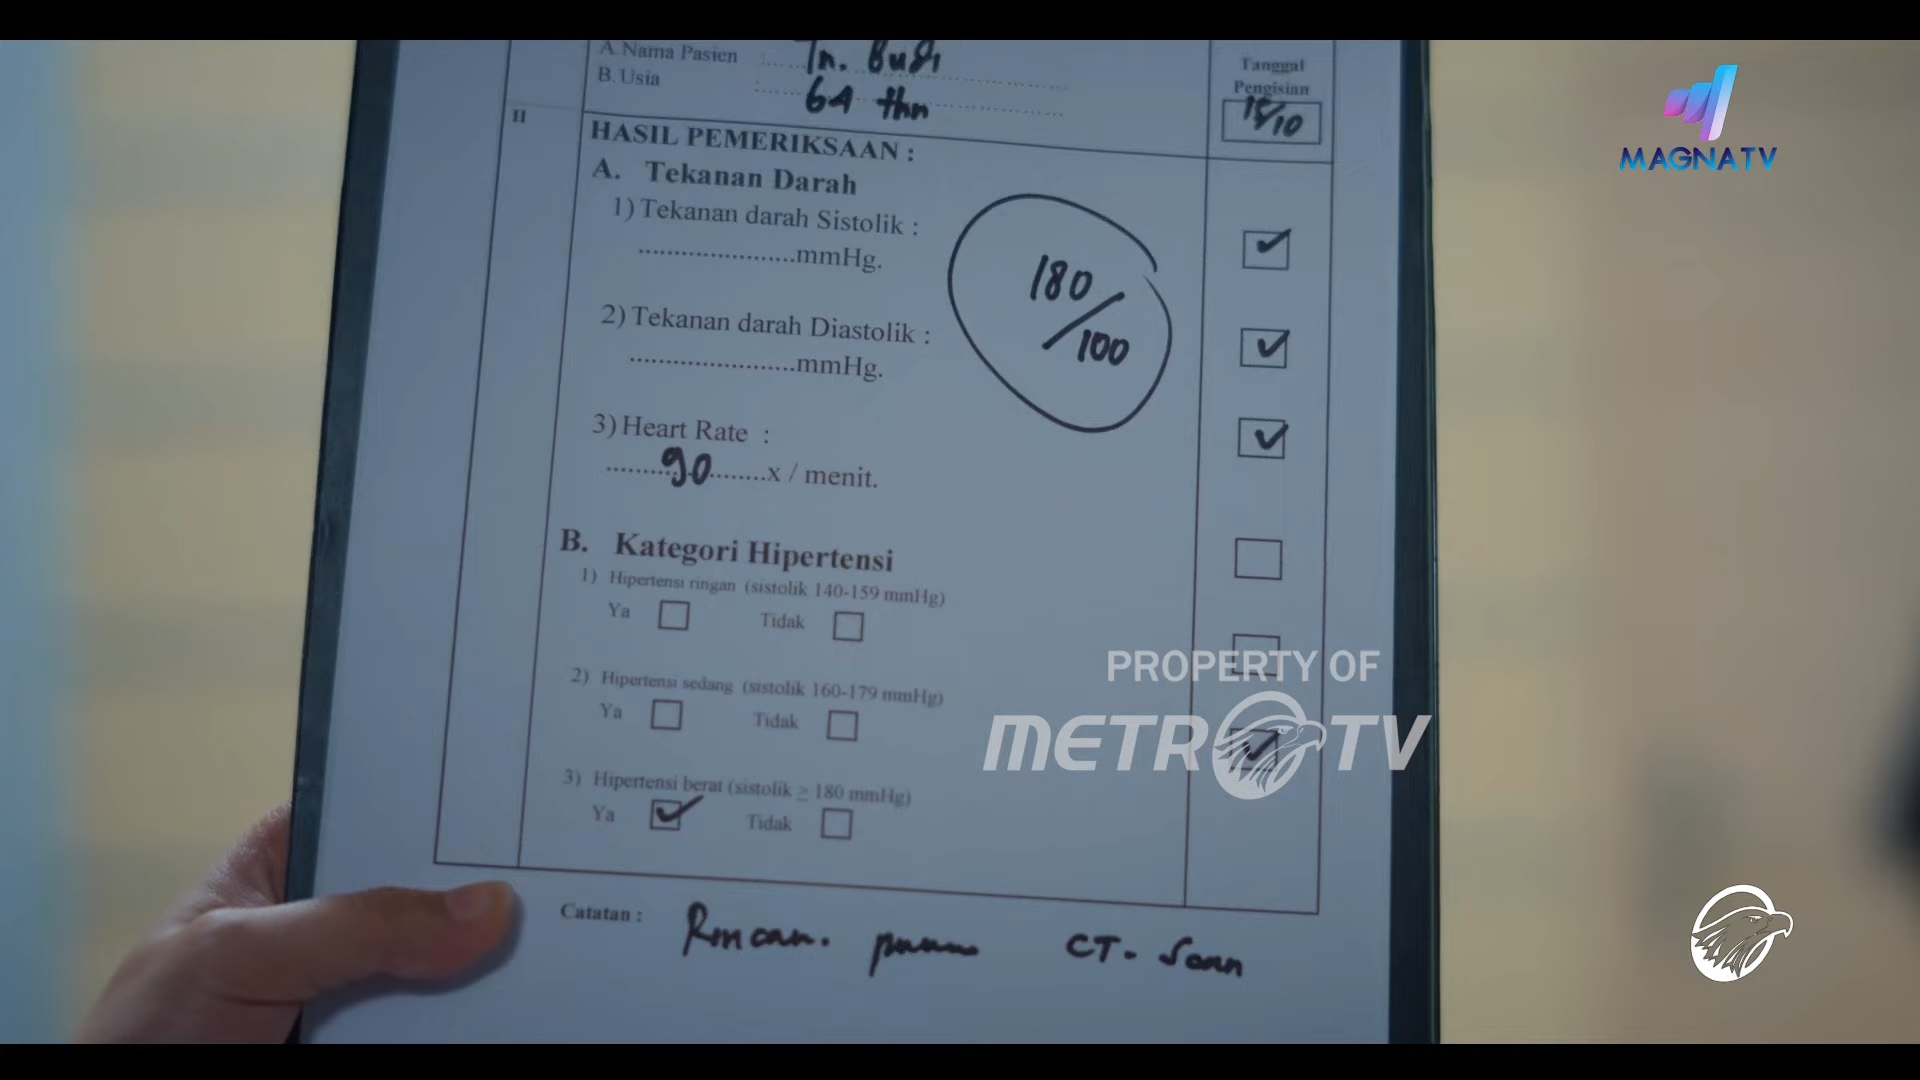 A.Nama Pasien : Tn. Budi
B. Usia 64 thn
Tanggal
Pengisian
15/10
MAGNATV
II
HASIL PEMERIKSAAN :
A. Tekanan Darah
1) Tekanan darah Sistolik :
......................mmHg.
180/100
2) Tekanan darah Diastolik :
.......................mmHg.
3) Heart Rate :
..........90........x / menit.
B. Kategori Hipertensi
1) Hipertensi ringan (sistolik 140-159 mmHg)
Ya Tidak
2) Hipertensi sedang (sistolik 160-179 mmHg)
Ya Tidak
3) Hipertensi berat (sistolik ≥ 180 mmHg)
Ya Tidak
PROPERTY OF
METRO TV
Catatan : CT. Scan